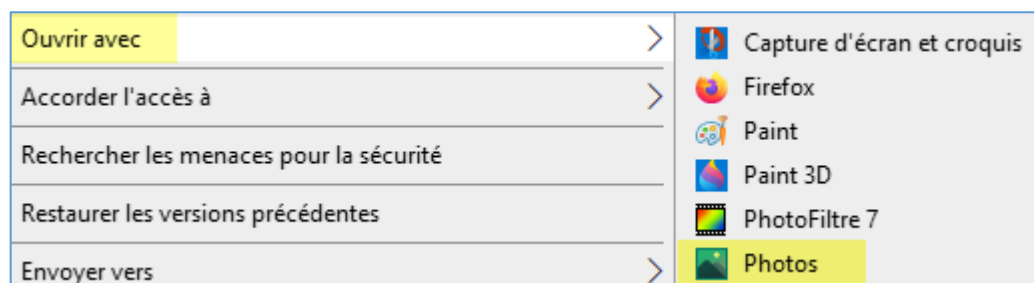 Ouvrir avec
Accorder l'accès à
Rechercher les menaces pour la sécurité
Restaurer les versions précédentes
Envoyer vers
Capture d'écran et croquis
Firefox
Paint
Paint 3D
PhotoFiltre 7
Photos